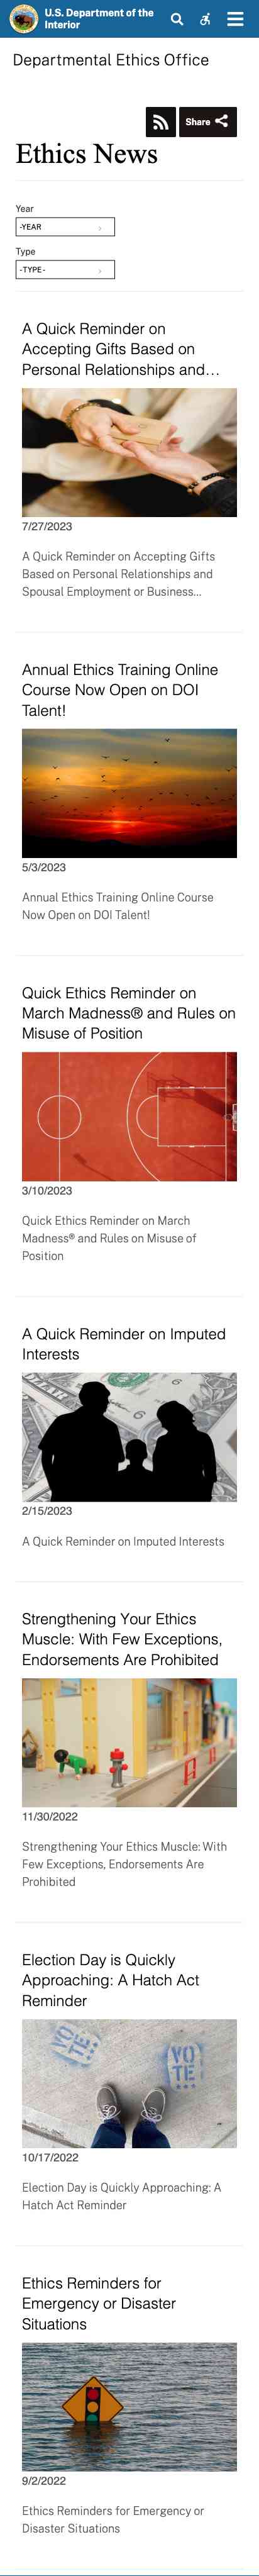 U.S. Department of the
Interior
Departmental Ethics Office
Share
Ethics News
Year
-YEAR
Type
-TYPE-
A Quick Reminder on
Accepting Gifts Based on
Personal Relationships and…
7/27/2023
A Quick Reminder on Accepting Gifts
Based on Personal Relationships and
Spousal Employment or Business...
Annual Ethics Training Online
Course Now Open on DOI
Talent!
5/3/2023
Annual Ethics Training Online Course
Now Open on DOI Talent!
Quick Ethics Reminder on
March Madness® and Rules on
Misuse of Position
3/10/2023
Quick Ethics Reminder on March
Madness® and Rules on Misuse of
Position
A Quick Reminder on Imputed
Interests
2/15/2023
A Quick Reminder on Imputed Interests
Strengthening Your Ethics
Muscle: With Few Exceptions,
Endorsements Are Prohibited
11/30/2022
Strengthening Your Ethics Muscle: With
Few Exceptions, Endorsements Are
Prohibited
Election Day is Quickly
Approaching: A Hatch Act
Reminder
VO
TE
VO
TE
10/17/2022
Election Day is Quickly Approaching: A
Hatch Act Reminder
Ethics Reminders for
Emergency or Disaster
Situations
9/2/2022
Ethics Reminders for Emergency or
Disaster Situations